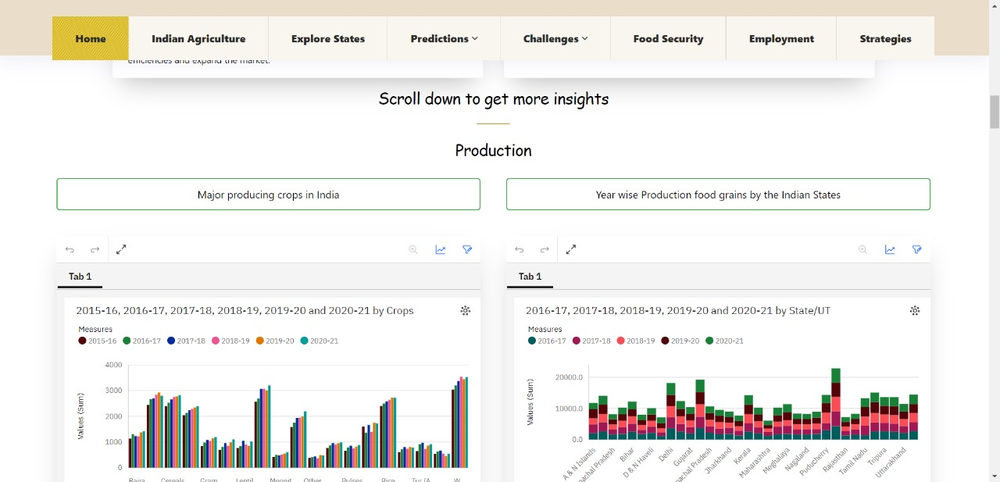 Home Indian Agriculture Explore States Predictions Challenges Food Security Employment Strategies
efficiencies and expand the market.
Scroll down to get more insights
Production
Major producing crops in India
Year wise Production food grains by the Indian States
Tab 1
2015-16, 2016-17, 2017-18, 2018-19, 2019-20 and 2020-21 by Crops
Measures
2015-16 2016-17 2017-18 2018-19 2019-20 2020-21
Values (Sum)
4000
3000
2000
1000
0
Bajra Cereals Gram Lentil Moong Other Pulses Rice Tur (A W
Tab 1
2016-17, 2017-18, 2018-19, 2019-20 and 2020-21 by State/UT
Measures
2016-17 2017-18 2018-19 2019-20 2020-21
Values (Sum)
20000.0
10000.0
0.0
A & N Islands
nachal Pradesh
Bihar
D & N Haveli
Delhi
Gujarat
nachal Pradesh
Jharkhand
Kerala
Maharashtra
Meghalaya
Nagaland
Puducherry
Rajasthan
Tamil Nadu
Tripura
Uttarakhand